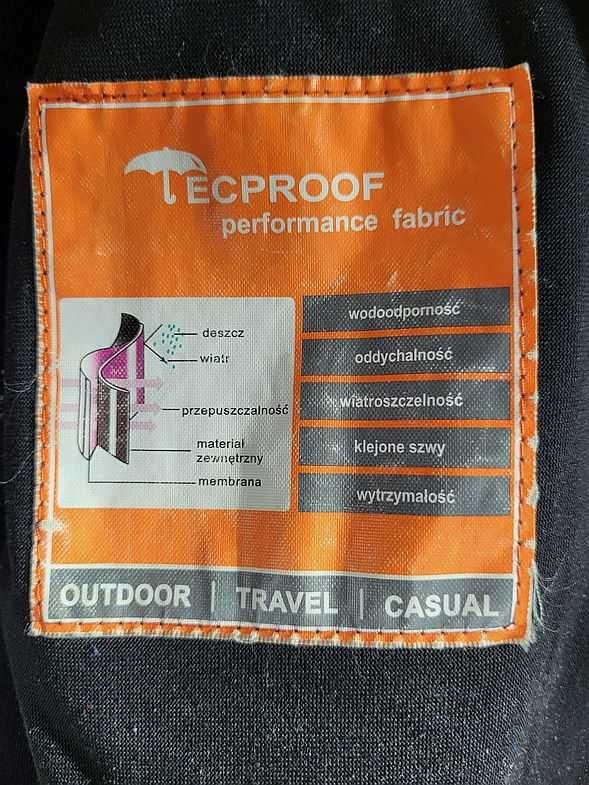 TECPROOF
performance fabric
deszcz
wiatr
przepuszczalność
materiał
zewnętrzny
membrana
wodoodporność
oddychalność
wiatroszczelność
klejone szwy
wytrzymałość
OUTDOOR | TRAVEL | CASUAL